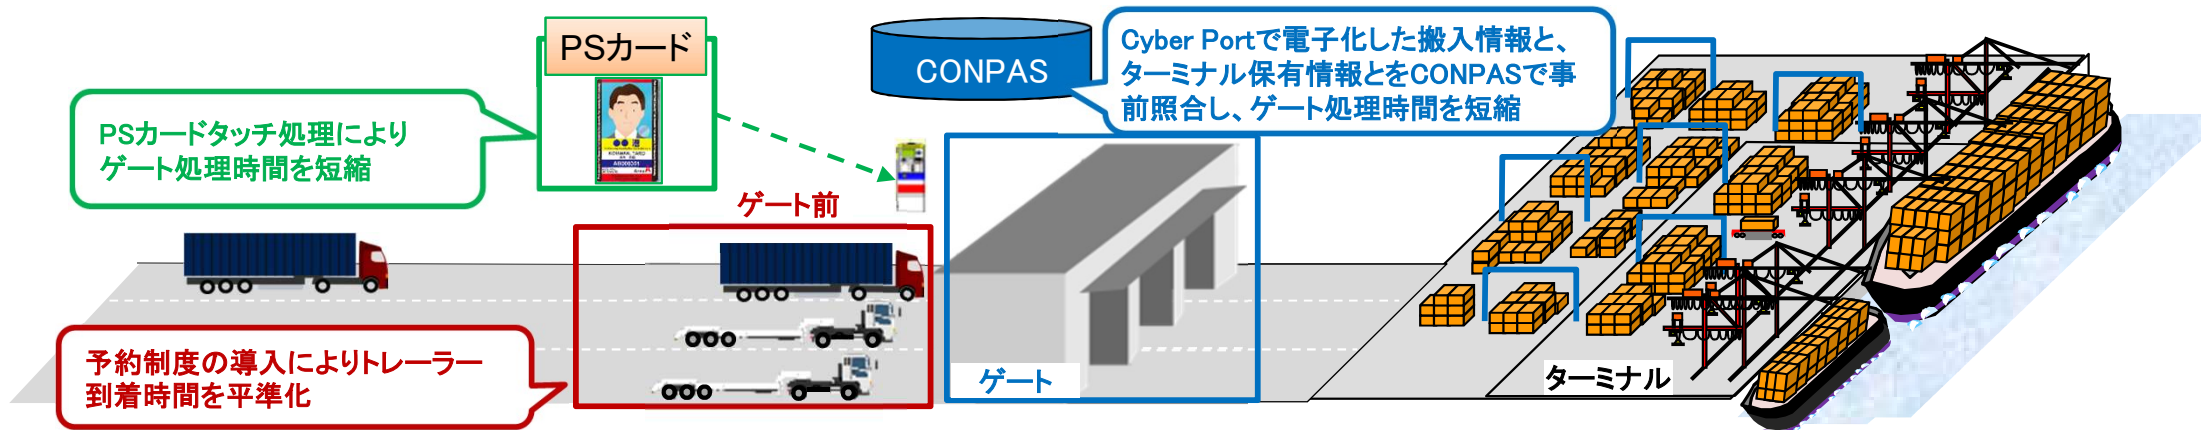 PSカード
PSカードタッチ処理により
ゲート処理時間を短縮
CONPAS
Cyber Portで電子化した搬入情報と、
ターミナル保有情報とをCONPASで事
前照合し、ゲート処理時間を短縮
ゲート前
予約制度の導入によりトレーラー
到着時間を平準化
ゲート
ターミナル